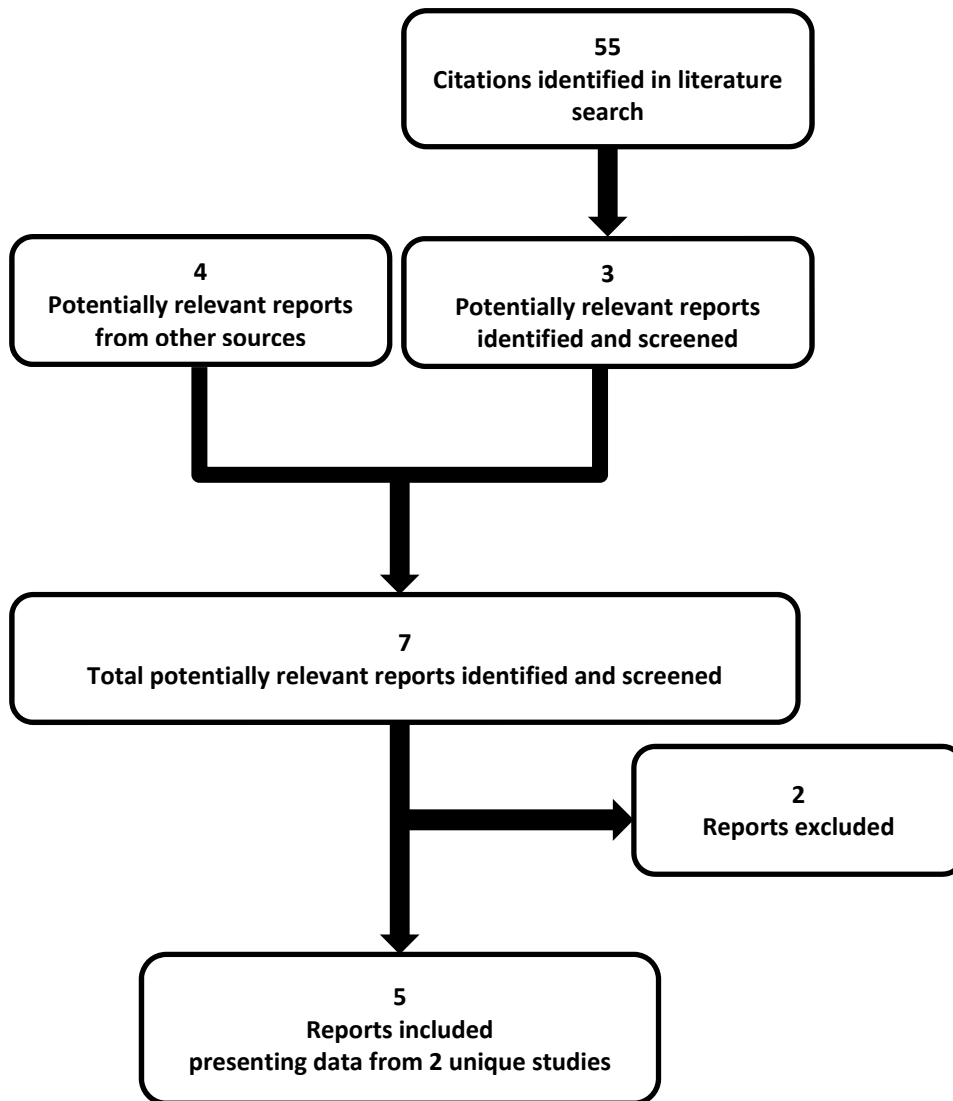 55
Citations identified in literature
search
4
Potentially relevant reports
from other sources
3
Potentially relevant reports
identified and screened
7
Total potentially relevant reports identified and screened
2
Reports excluded
5
Reports included
presenting data from 2 unique studies